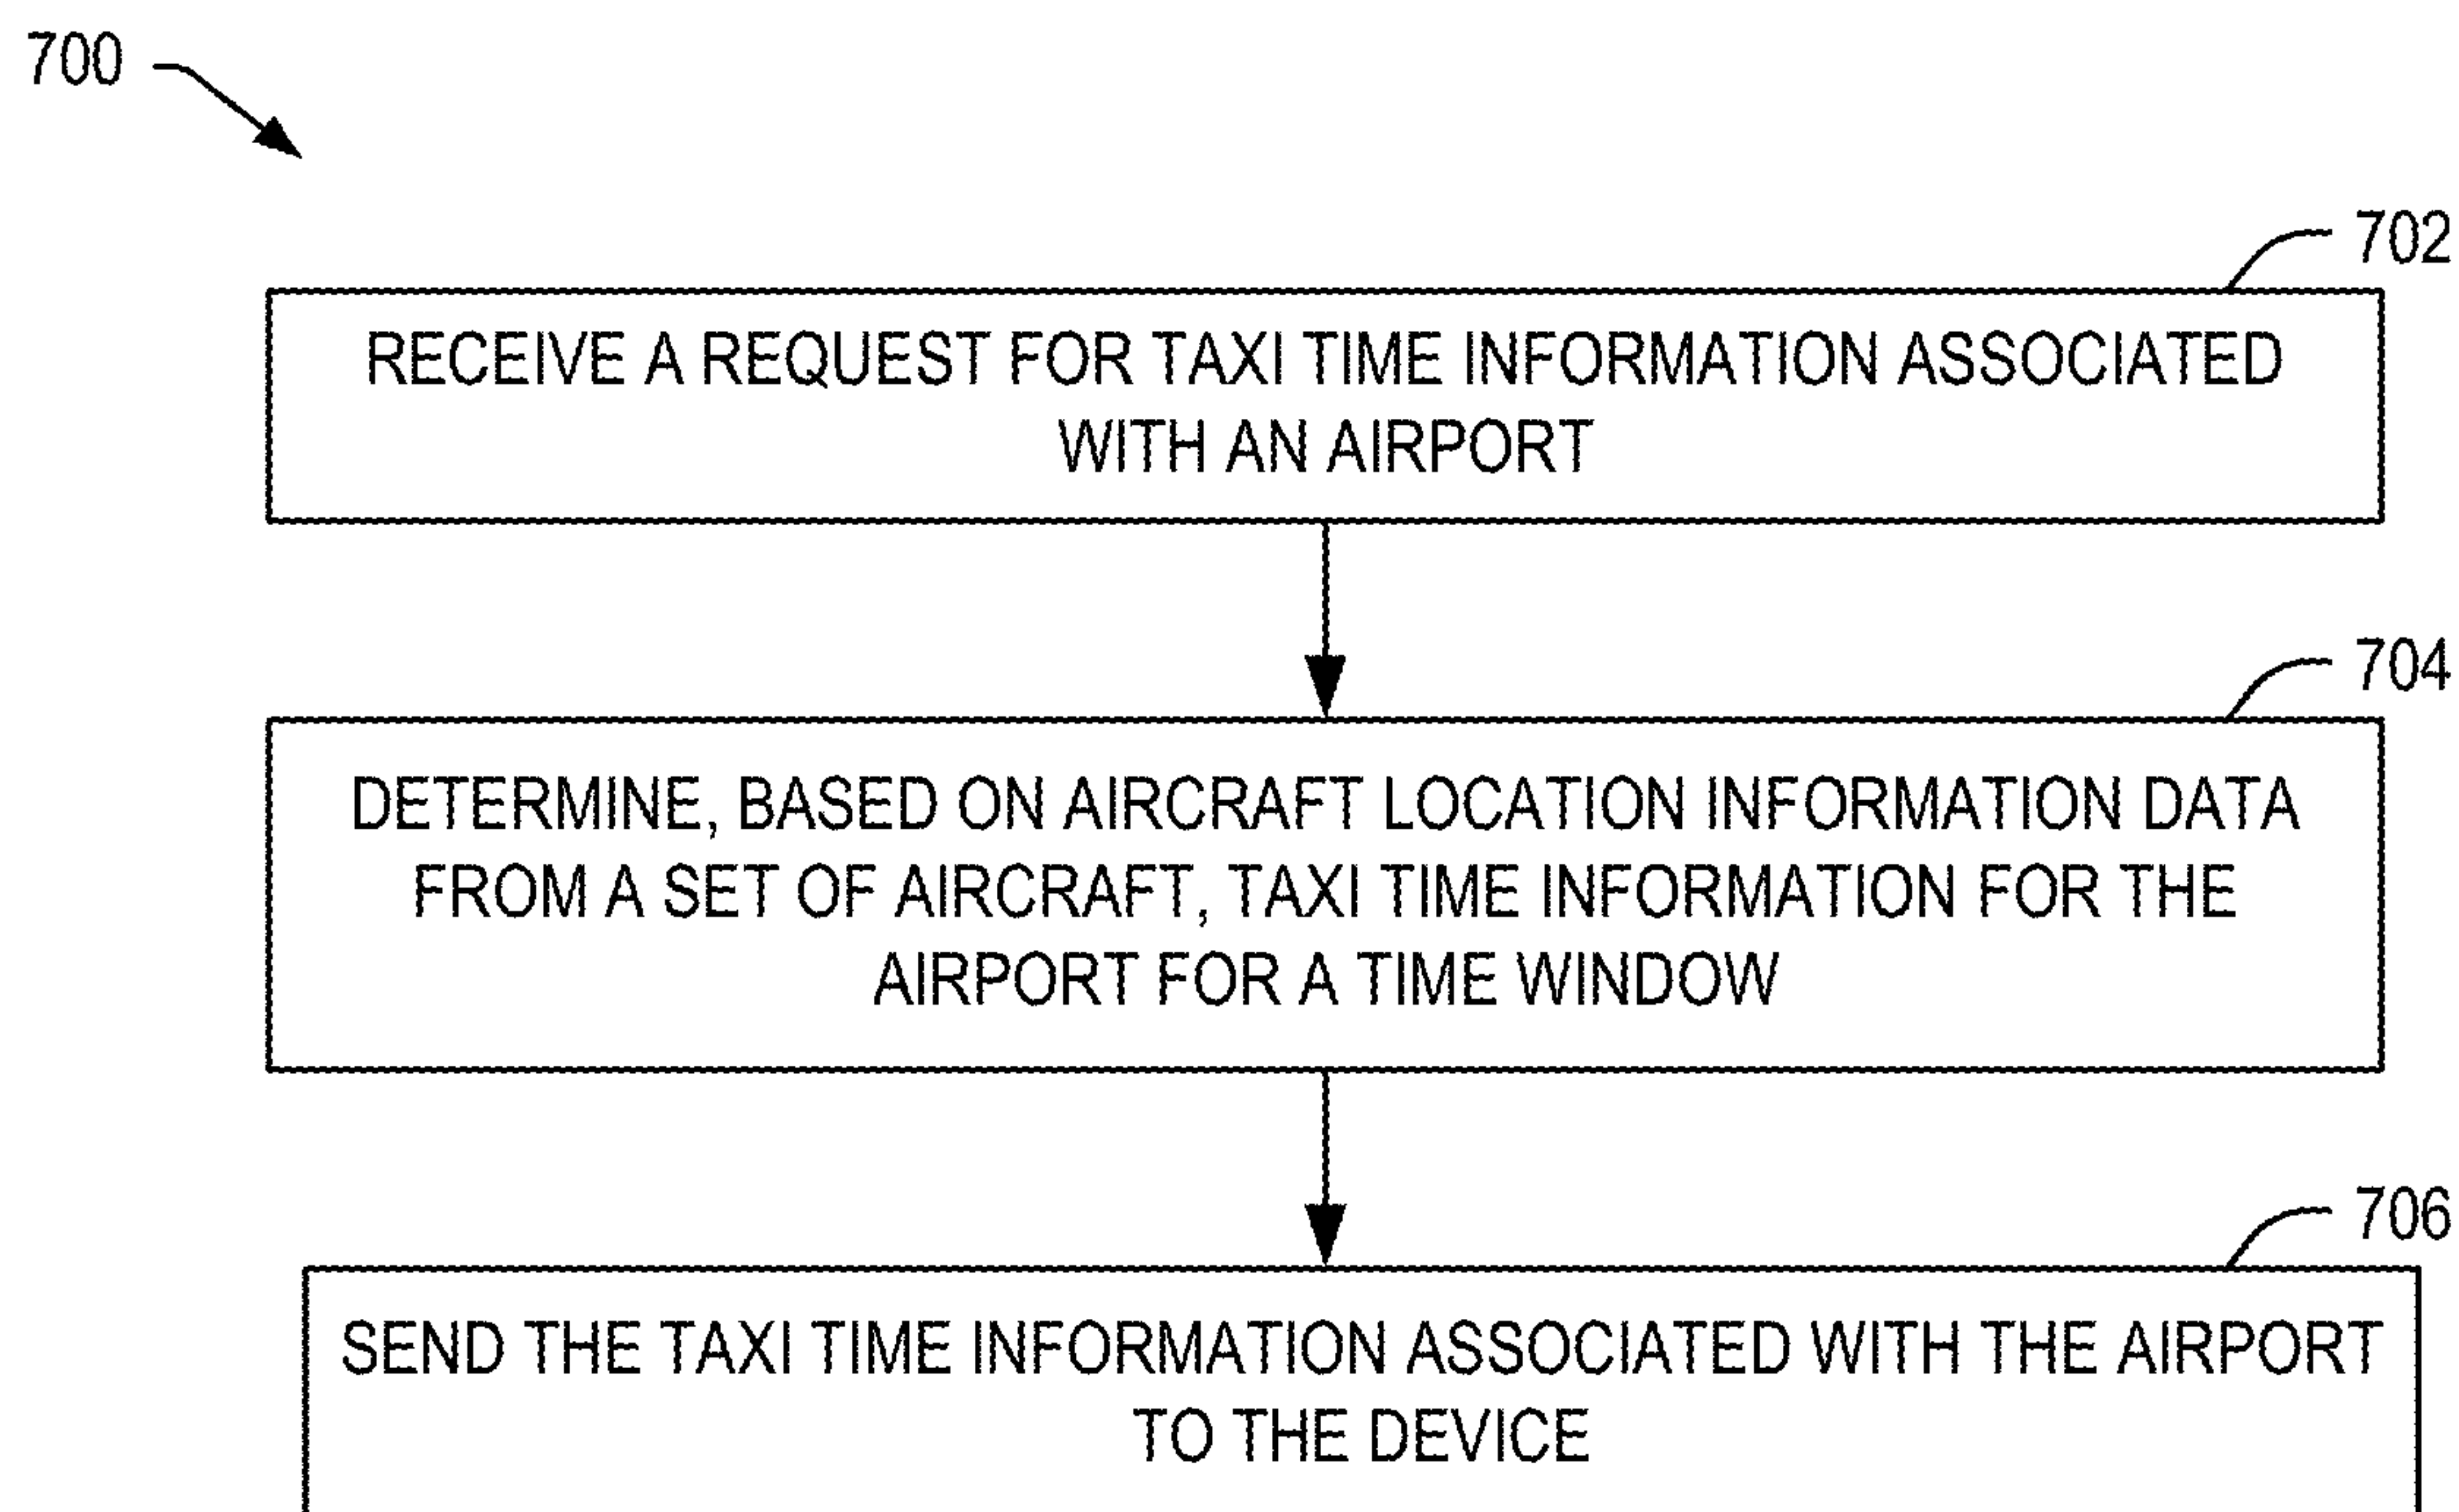 700
702
RECEIVE A REQUEST FOR TAXI TIME INFORMATION ASSOCIATED
WITH AN AIRPORT
704
DETERMINE, BASED ON AIRCRAFT LOCATION INFORMATION DATA
FROM A SET OF AIRCRAFT, TAXI TIME INFORMATION FOR THE
AIRPORT FOR A TIME WINDOW
706
SEND THE TAXI TIME INFORMATION ASSOCIATED WITH THE AIRPORT
TO THE DEVICE